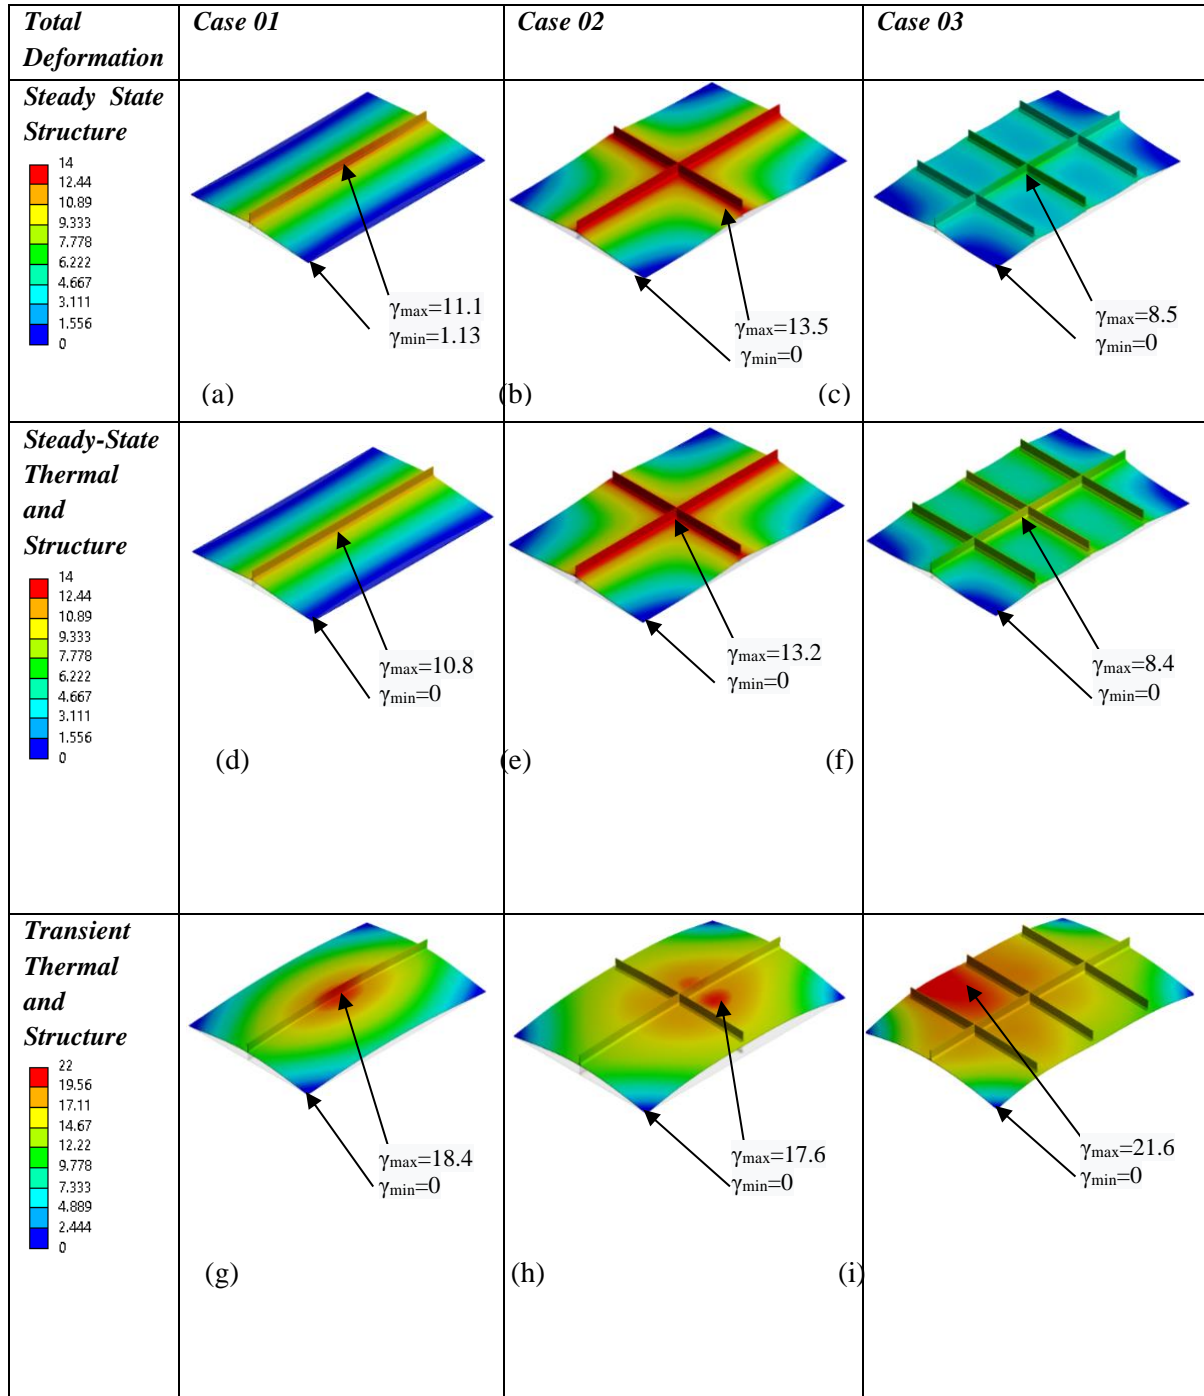 Total Deformation
Case 01
Case 02
Case 03
Steady State Structure
14
12.44
10.89
9.333
7.778
6.222
4.667
3.111
1.556
0
γmax=11.1
γmin=1.13
(a)
γmax=13.5
γmin=0
(b)
γmax=8.5
γmin=0
(c)
Steady-State
Thermal
and
Structure
14
12.44
10.89
9.333
7.778
6.222
4.667
3.111
1.556
0
γmax=10.8
γmin=0
(d)
γmax=13.2
γmin=0
(e)
γmax=8.4
γmin=0
(f)
Transient
Thermal
and
Structure
22
19.56
17.11
14.67
12.22
9.778
7.333
4.889
2.444
0
γmax=18.4
γmin=0
(g)
γmax=17.6
γmin=0
(h)
γmax=21.6
γmin=0
(i)